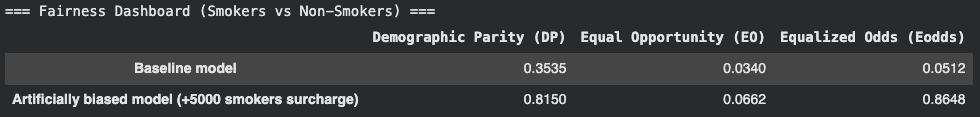 === Fairness Dashboard (Smokers vs Non-Smokers) ===
Demographic Parity (DP) Equal Opportunity (EO) Equalized Odds (Eodds)
Baseline model 0.3535 0.0340 0.0512
Artificially biased model (+5000 smokers surcharge) 0.8150 0.0662 0.8648